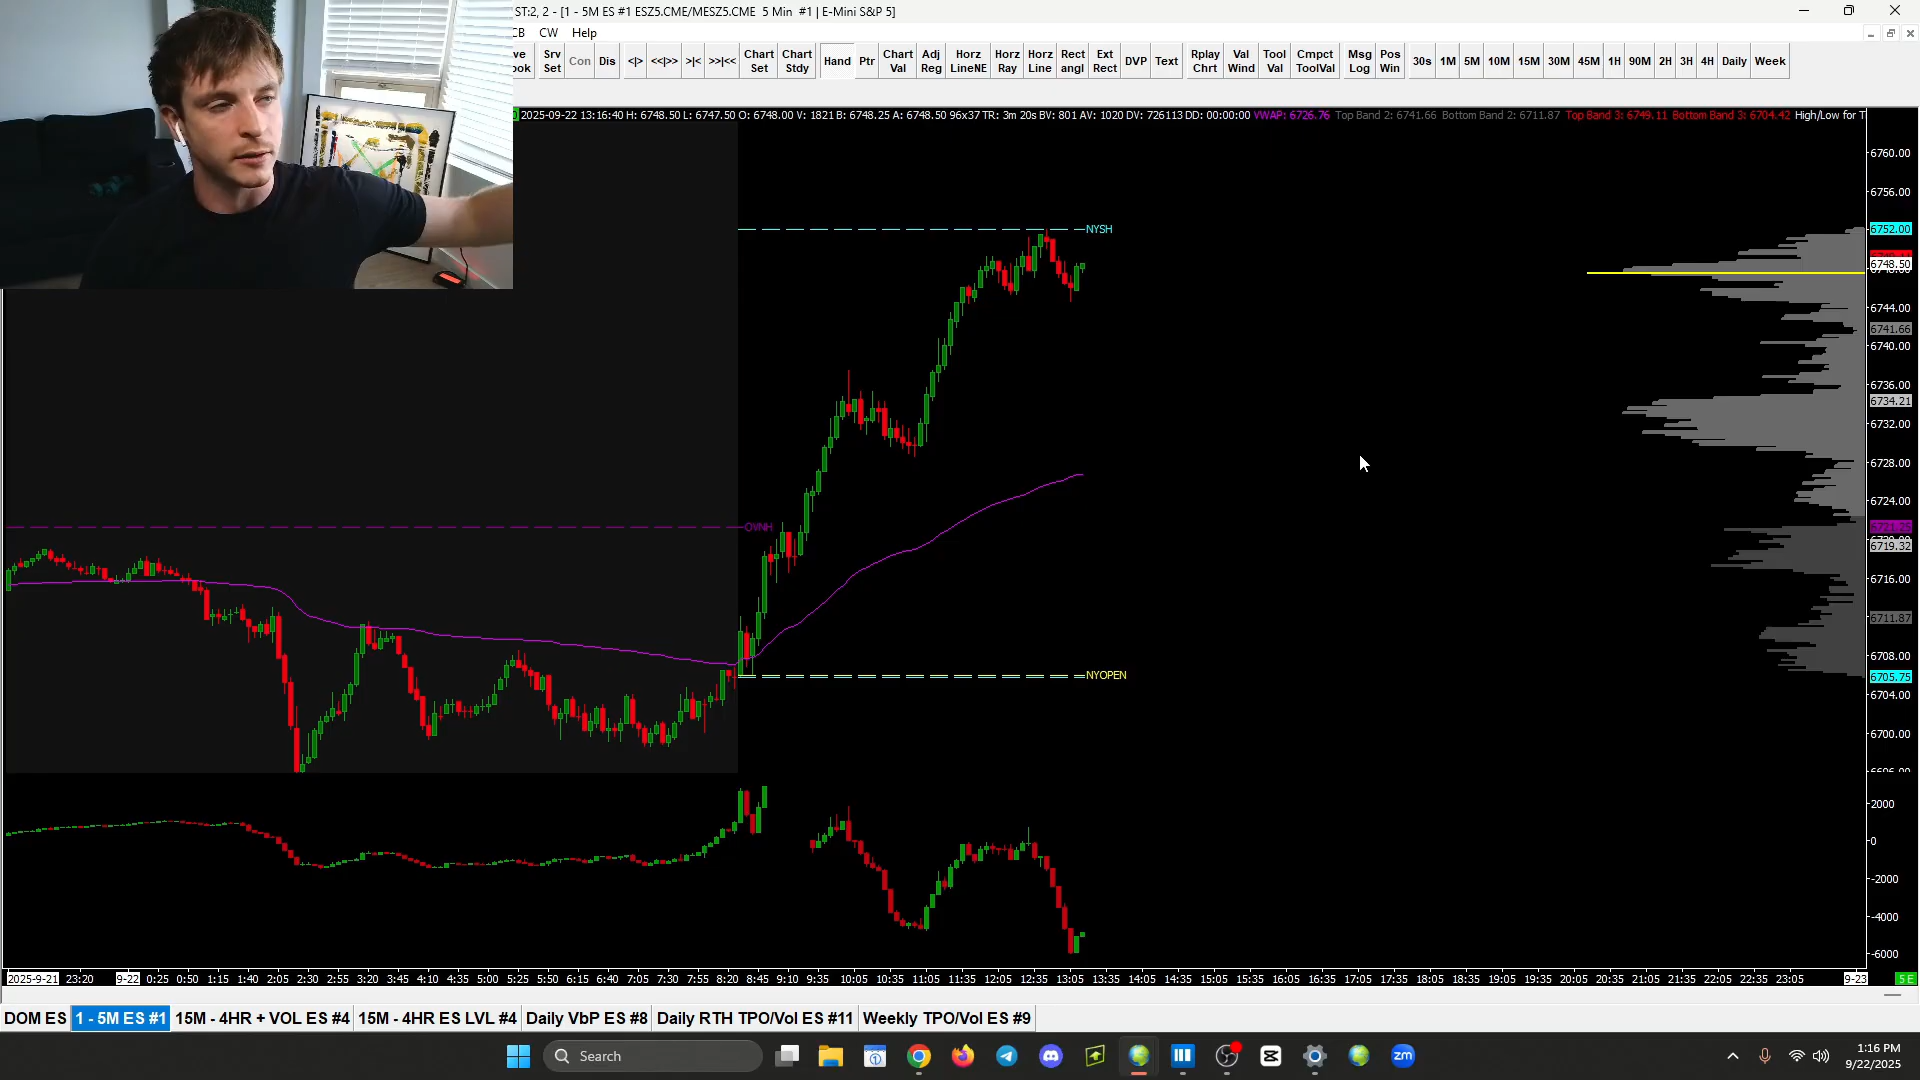 ST:2, 2 - [1 - 5M ES #1 ESZ5.CME/MESZ5.CME 5 Min #1 | E-Mini S&P 5]
CB CW Help
Srv Set Con Dis <|> <<|>> >|< >>|<< Chart Set Chart Stdy Hand Ptr Chart Val Adj Reg Horz LineNE Horz Ray Horz Line Rect angl Ext Rect DVP Text Rplay Chrt Val Wind Tool Val Cmpct ToolVal Msg Log Pos Win 30s 1M 5M 10M 15M 30M 45M 1H 90M 2H 3H 4H Daily Week
2025-09-22 13:16:40 H: 6748.50 L: 6747.50 O: 6748.00 V: 1821 B: 6748.25 A: 6748.50 96x37 TR: 3m 20s BV: 801 AV: 1020 DV: 726113 DD: 00:00:00 VWAP: 6726.76 Top Band 2: 6741.66 Bottom Band 2: 6711.87 Top Band 3: 6749.11 Bottom Band 3: 6704.42 High/Low for T
6760.00
6756.00
NYSH 6752.00
6748.50
6744.00
6741.66
6740.00
6736.00
6734.21
6732.00
6728.00
6724.00
OVNH 6721.25
6719.32
6716.00
6711.87
6708.00
NYOPEN 6705.75
6704.00
6700.00
2000
0
-2000
-4000
-6000
2025-9-21 23:20 9-22 0:25 0:50 1:15 1:40 2:05 2:30 2:55 3:20 3:45 4:10 4:35 5:00 5:25 5:50 6:15 6:40 7:05 7:30 7:55 8:20 8:45 9:10 9:35 10:05 10:35 11:05 11:35 12:05 12:35 13:05 13:35 14:05 14:35 15:05 15:35 16:05 16:35 17:05 17:35 18:05 18:35 19:05 19:35 20:05 20:35 21:05 21:35 22:05 22:35 23:05 9-23 5 E
DOM ES 1 - 5M ES #1 15M - 4HR + VOL ES #4 15M - 4HR ES LVL #4 Daily VbP ES #8 Daily RTH TPO/Vol ES #11 Weekly TPO/Vol ES #9
Search
zm
1:16 PM
9/22/2025